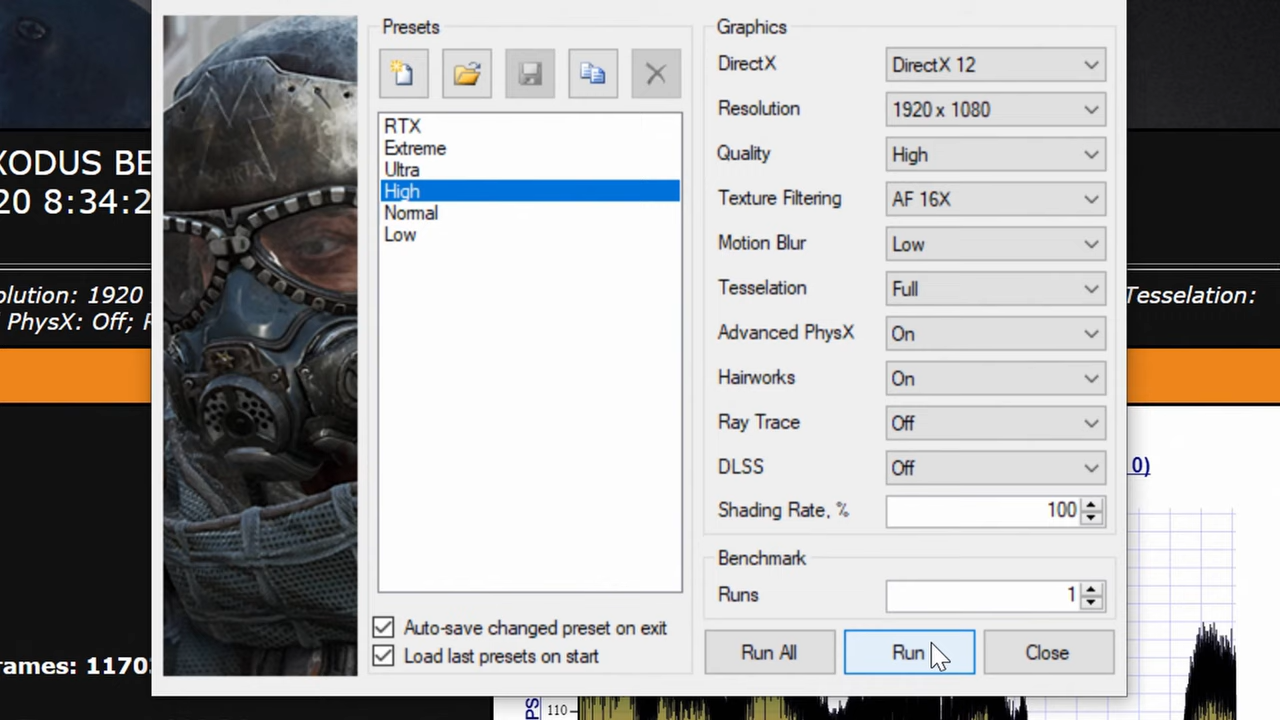 XODUS BE
20 8:34:2
olution: 1920
PhysX: Off; R
rames: 1170
Presets
RTX
Extreme
Ultra
High
Normal
Low
Auto-save changed preset on exit
Load last presets on start
Graphics
DirectX DirectX 12
Resolution 1920 x 1080
Quality High
Texture Filtering AF 16X
Motion Blur Low
Tesselation Full
Advanced PhysX On
Hairworks On
Ray Trace Off
DLSS Off
Shading Rate, % 100
Benchmark
Runs 1
Run All Run Close
Tesselation:
0)
PS
110